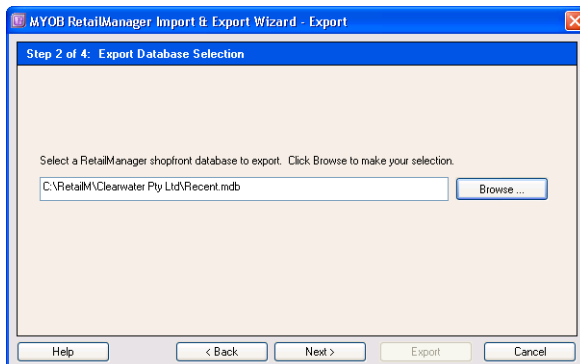 MYOB RetailManager Import & Export Wizard - Export
Step 2 of 4: Export Database Selection
Select a RetailManager shopfront database to export. Click Browse to make your selection.
C:\RetailM\Clearwater Pty Ltd\Recent.mdb
Browse ...
Help
< Back
Next >
Export
Cancel